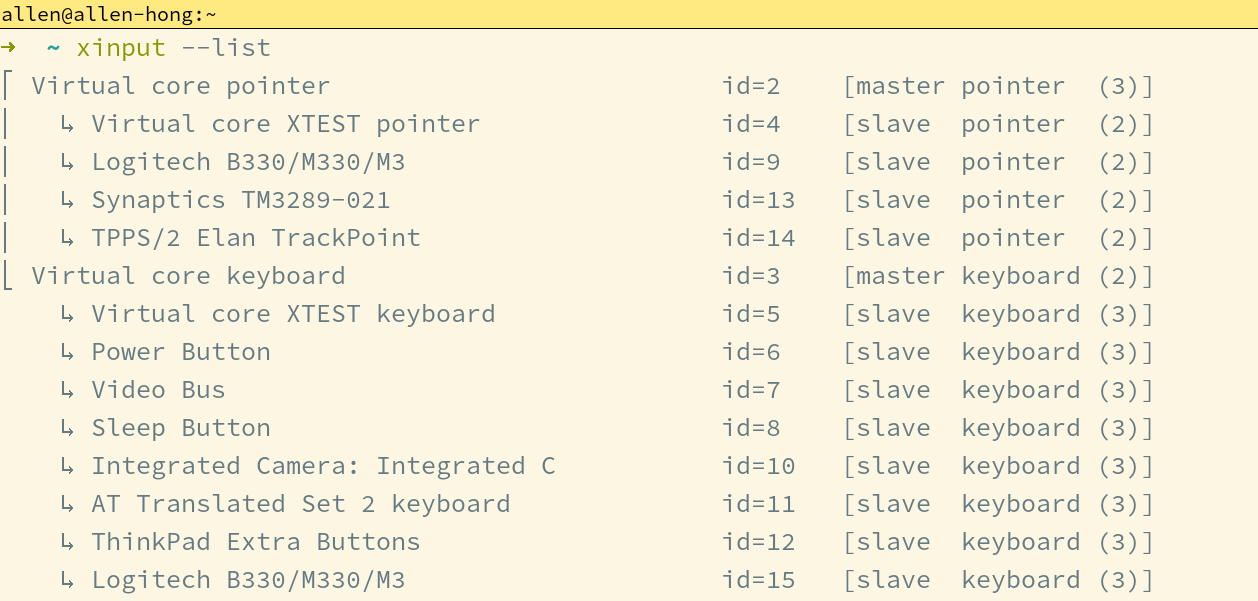 allen@allen-hong:~
→ ~ xinput --list
⎡ Virtual core pointer id=2 [master pointer (3)]
⎜ ↳ Virtual core XTEST pointer id=4 [slave pointer (2)]
⎜ ↳ Logitech B330/M330/M3 id=9 [slave pointer (2)]
⎜ ↳ Synaptics TM3289-021 id=13 [slave pointer (2)]
⎜ ↳ TPPS/2 Elan TrackPoint id=14 [slave pointer (2)]
⎣ Virtual core keyboard id=3 [master keyboard (2)]
↳ Virtual core XTEST keyboard id=5 [slave keyboard (3)]
↳ Power Button id=6 [slave keyboard (3)]
↳ Video Bus id=7 [slave keyboard (3)]
↳ Sleep Button id=8 [slave keyboard (3)]
↳ Integrated Camera: Integrated C id=10 [slave keyboard (3)]
↳ AT Translated Set 2 keyboard id=11 [slave keyboard (3)]
↳ ThinkPad Extra Buttons id=12 [slave keyboard (3)]
↳ Logitech B330/M330/M3 id=15 [slave keyboard (3)]